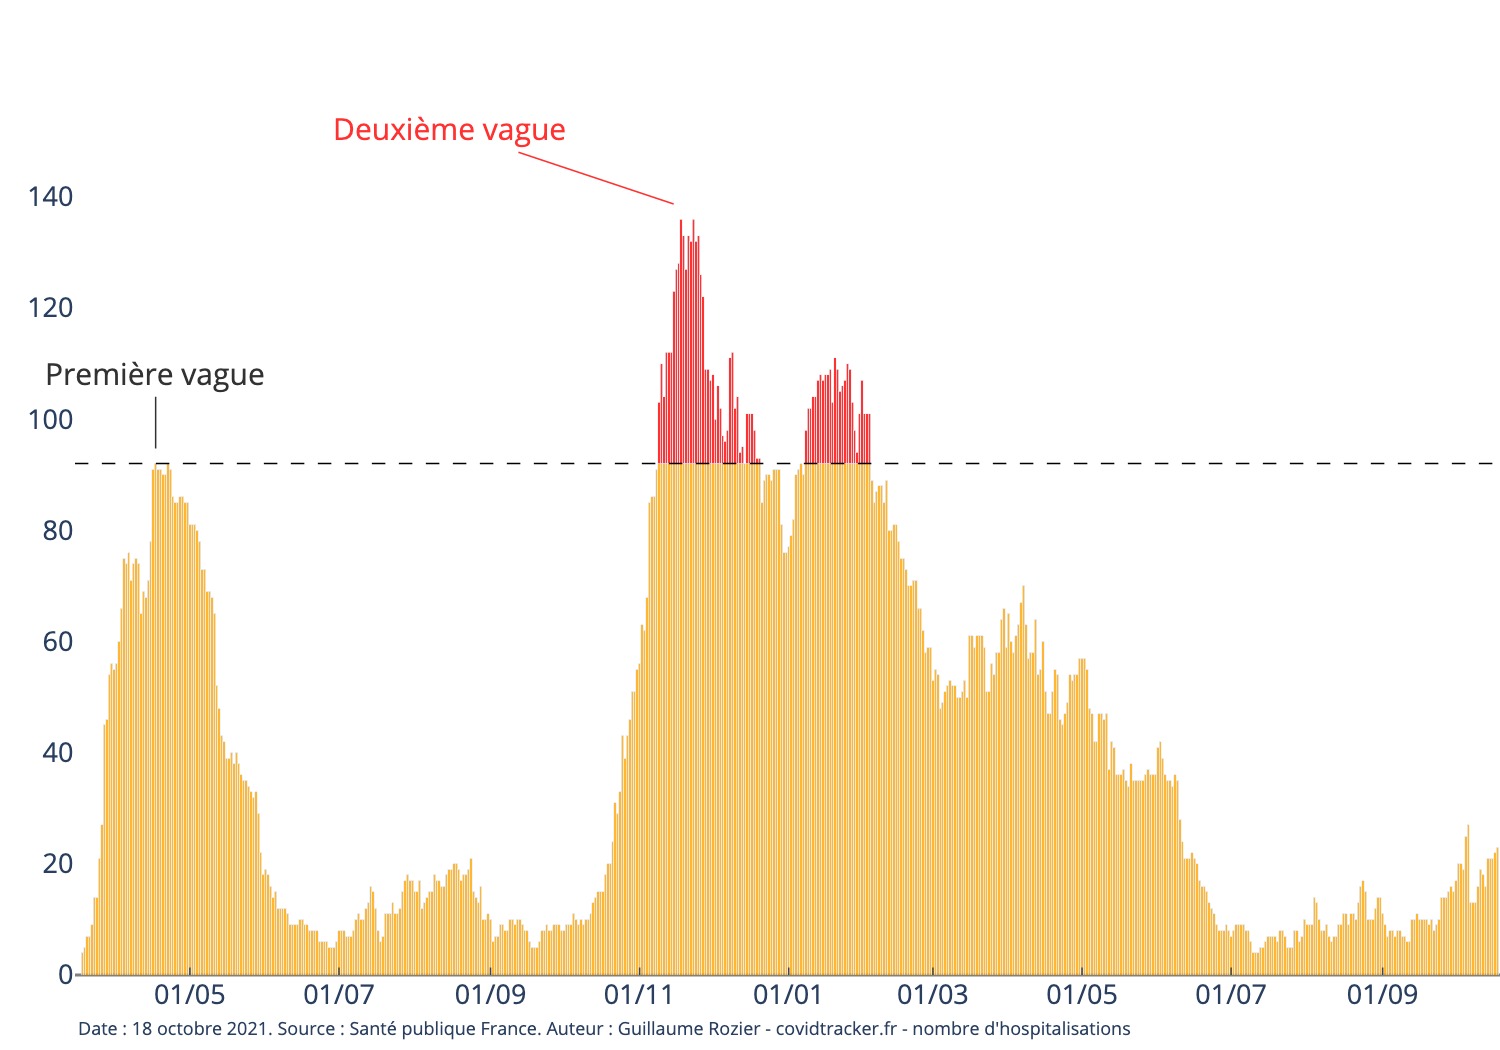 Deuxième vague
140
120
Première vague
100
80
60
40
20
0
01/05 01/07 01/09 01/11 01/01 01/03 01/05 01/07 01/09
Date : 18 octobre 2021. Source : Santé publique France. Auteur : Guillaume Rozier - covidtracker.fr - nombre d'hospitalisations